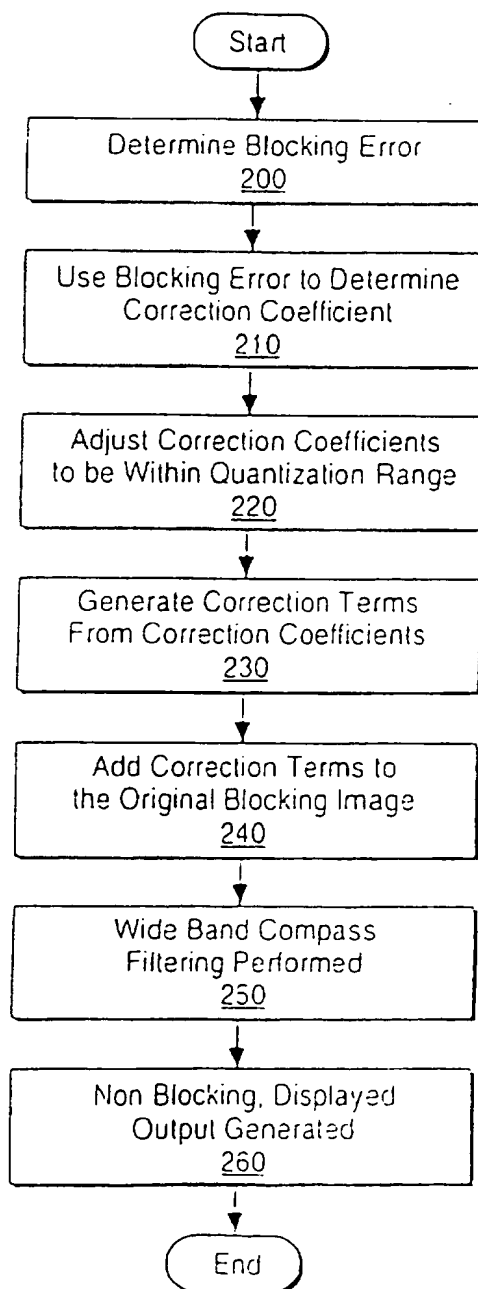 Start
Determine Blocking Error
200
Use Blocking Error to Determine
Correction Coefficient
210
Adjust Correction Coefficients
to be Within Quantization Range
220
Generate Correction Terms
From Correction Coefficients
230
Add Correction Terms to
the Original Blocking Image
240
Wide Band Compass
Filtering Performed
250
Non Blocking, Displayed
Output Generated
260
End